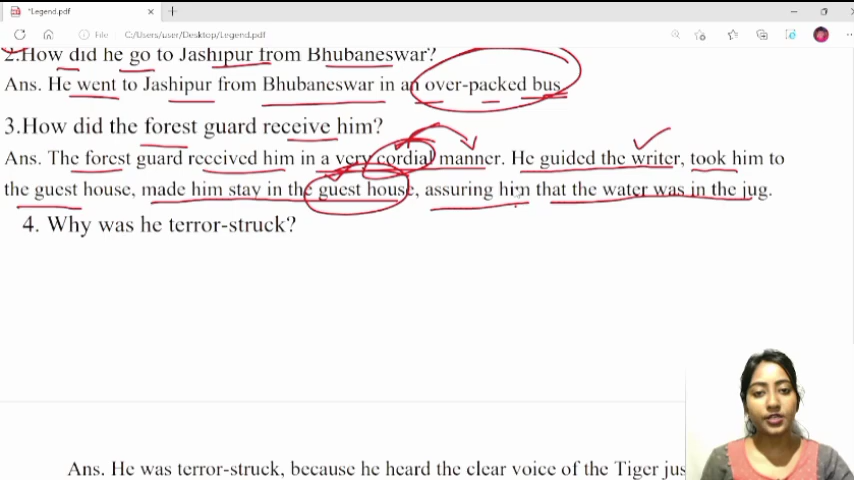 *Legend.pdf
File
C:/Users/user/Desktop/Legend.pdf
2.How did he go to Jashipur from Bhubaneswar?
Ans. He went to Jashipur from Bhubaneswar in an over-packed bus
3.How did the forest guard receive him?
Ans. The forest guard received him in a very cordial manner. He guided the writer, took him to
the guest house, made him stay in the guest house, assuring him that the water was in the jug.
4. Why was he terror-struck?
Ans. He was terror-struck, because he heard the clear voice of the Tiger jus